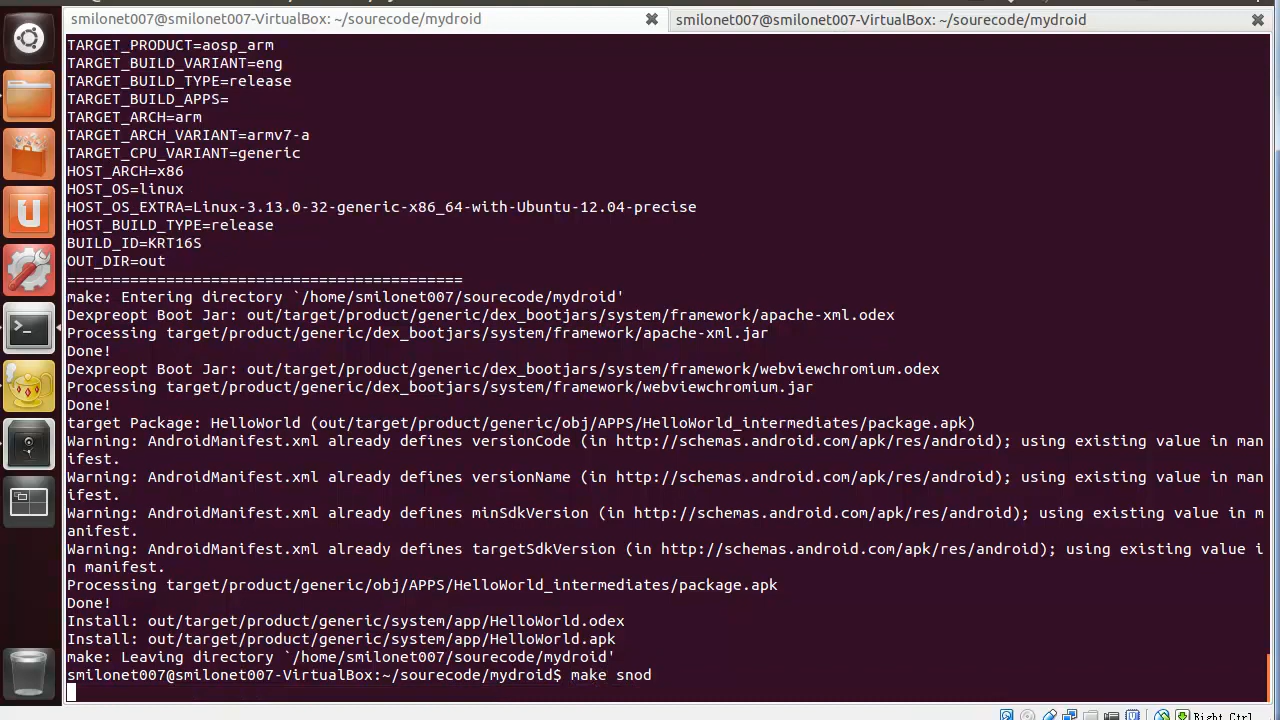 smilonet007@smilonet007-VirtualBox: ~/sourecode/mydroid
smilonet007@smilonet007-VirtualBox: ~/sourecode/mydroid
TARGET_PRODUCT=aosp_arm
TARGET_BUILD_VARIANT=eng
TARGET_BUILD_TYPE=release
TARGET_BUILD_APPS=
TARGET_ARCH=arm
TARGET_ARCH_VARIANT=armv7-a
TARGET_CPU_VARIANT=generic
HOST_ARCH=x86
HOST_OS=linux
HOST_OS_EXTRA=Linux-3.13.0-32-generic-x86_64-with-Ubuntu-12.04-precise
HOST_BUILD_TYPE=release
BUILD_ID=KRT16S
OUT_DIR=out
============================================
make: Entering directory `/home/smilonet007/sourecode/mydroid'
Dexpreopt Boot Jar: out/target/product/generic/dex_bootjars/system/framework/apache-xml.odex
Processing target/product/generic/dex_bootjars/system/framework/apache-xml.jar
Done!
Dexpreopt Boot Jar: out/target/product/generic/dex_bootjars/system/framework/webviewchromium.odex
Processing target/product/generic/dex_bootjars/system/framework/webviewchromium.jar
Done!
target Package: HelloWorld (out/target/product/generic/obj/APPS/HelloWorld_intermediates/package.apk)
Warning: AndroidManifest.xml already defines versionCode (in http://schemas.android.com/apk/res/android); using existing value in man
ifest.
Warning: AndroidManifest.xml already defines versionName (in http://schemas.android.com/apk/res/android); using existing value in man
ifest.
Warning: AndroidManifest.xml already defines minSdkVersion (in http://schemas.android.com/apk/res/android); using existing value in m
anifest.
Warning: AndroidManifest.xml already defines targetSdkVersion (in http://schemas.android.com/apk/res/android); using existing value i
n manifest.
Processing target/product/generic/obj/APPS/HelloWorld_intermediates/package.apk
Done!
Install: out/target/product/generic/system/app/HelloWorld.odex
Install: out/target/product/generic/system/app/HelloWorld.apk
make: Leaving directory `/home/smilonet007/sourecode/mydroid'
smilonet007@smilonet007-VirtualBox:~/sourecode/mydroid$ make snod
Right Ctrl